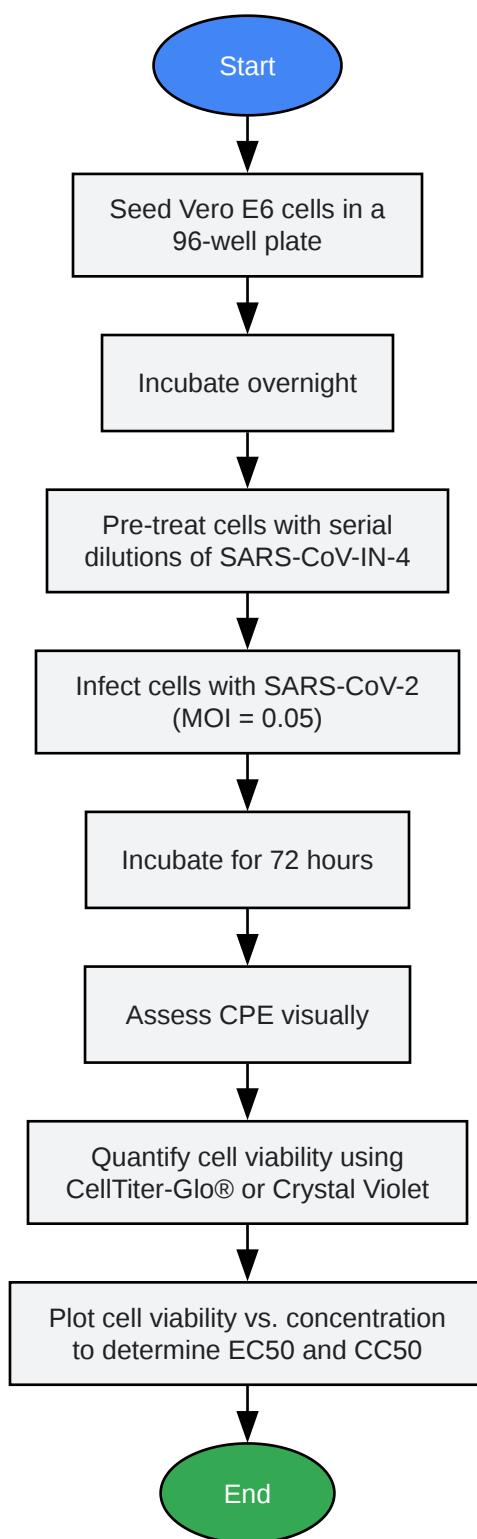 Start
Seed Vero E6 cells in a
96-well plate
Incubate overnight
Pre-treat cells with serial
dilutions of SARS-CoV-IN-4
Infect cells with SARS-CoV-2
(MOI = 0.05)
Incubate for 72 hours
Assess CPE visually
Quantify cell viability using
CellTiter-Glo® or Crystal Violet
Plot cell viability vs. concentration
to determine EC50 and CC50
End